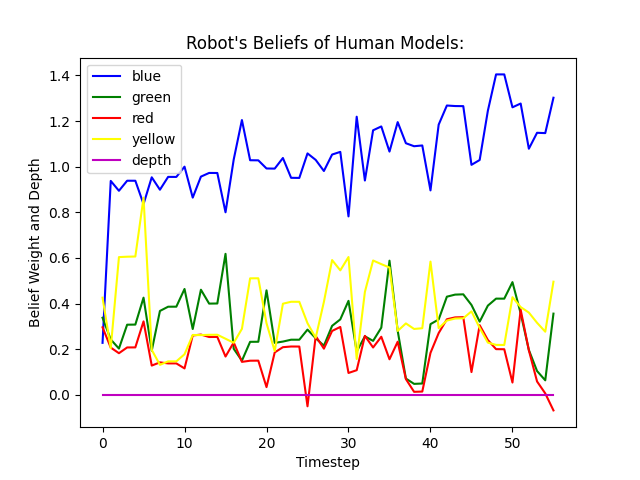 Robot's Beliefs of Human Models:
blue
green
red
yellow
depth
Belief Weight and Depth
1.4
1.2
1.0
0.8
0.6
0.4
0.2
0.0
0
10
20
30
40
50
Timestep